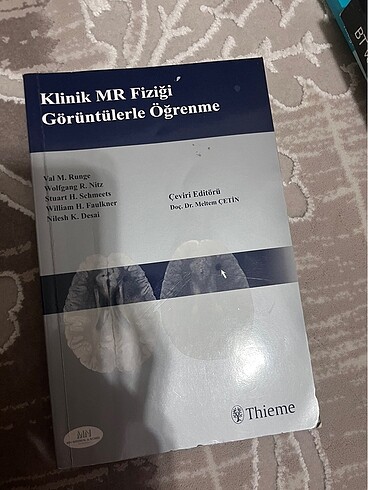 Klinik MR Fiziği
Görüntülerle Öğrenme
Val M. Runge
Wolfgang R. Nitz
Stuart H. Schmeets
William H. Faulkner
Nilesh K. Desai
Çeviri Editörü
Doç. Dr. Meltem ÇETİN
Thieme
BT